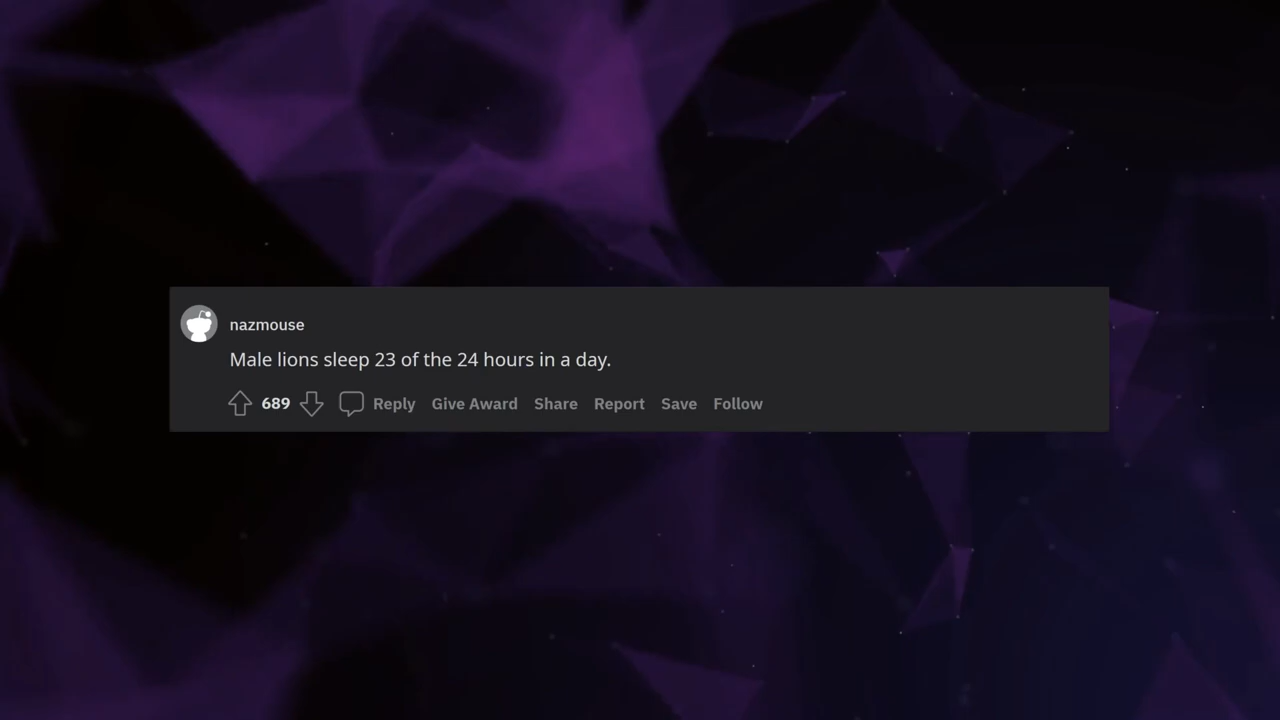 nazmouse
Male lions sleep 23 of the 24 hours in a day.
689 Reply Give Award Share Report Save Follow